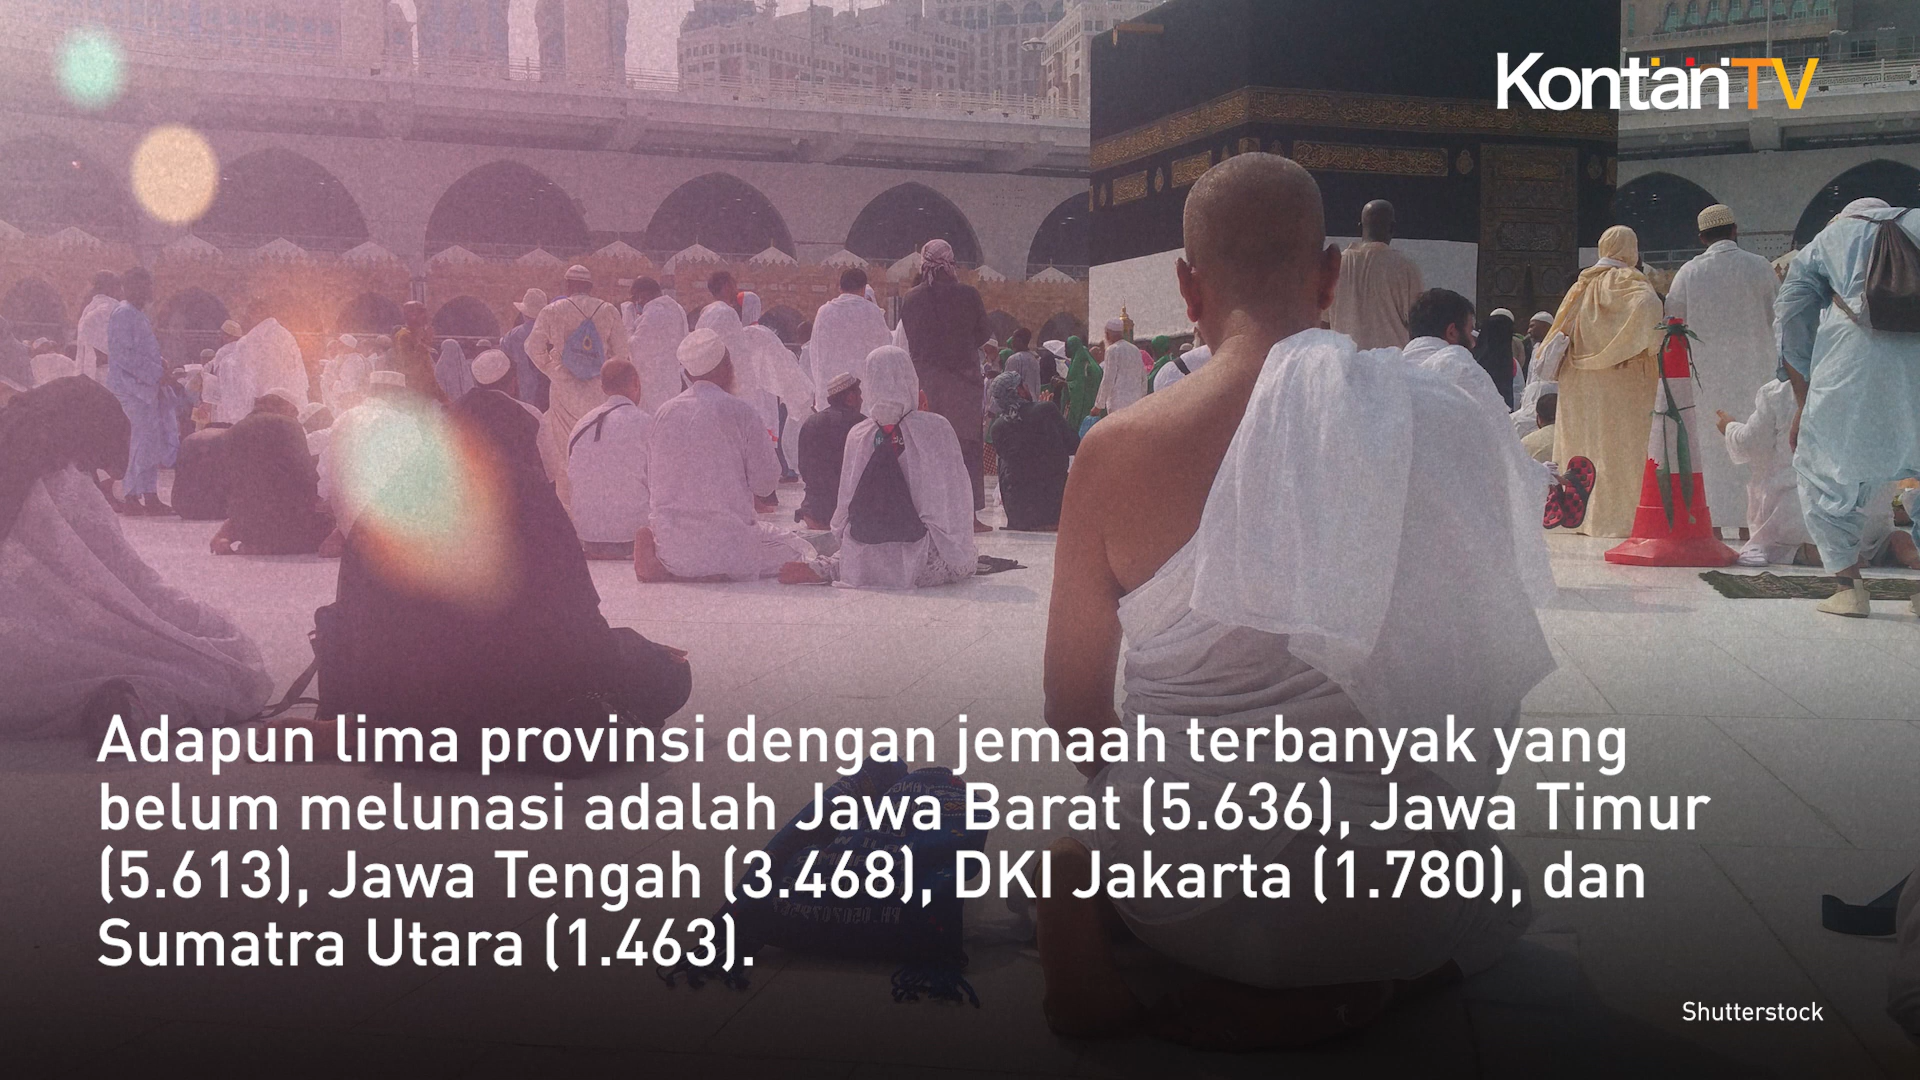 KontanTV
Adapun lima provinsi dengan jemaah terbanyak yang
belum melunasi adalah Jawa Barat (5.636), Jawa Timur
(5.613), Jawa Tengah (3.468), DKI Jakarta (1.780), dan
Sumatra Utara (1.463).
Shutterstock